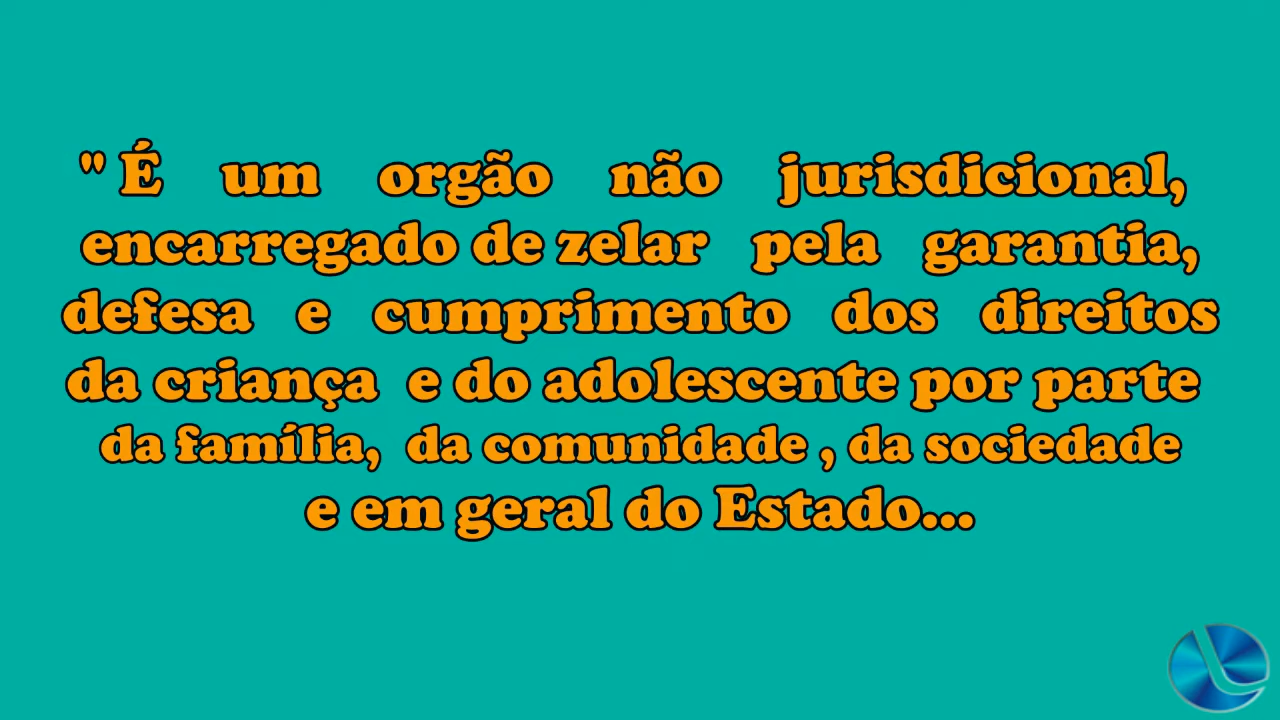 " É um orgão não jurisdicional,
encarregado de zelar pela garantia,
defesa e cumprimento dos direitos
da criança e do adolescente por parte
da família, da comunidade , da sociedade
e em geral do Estado...